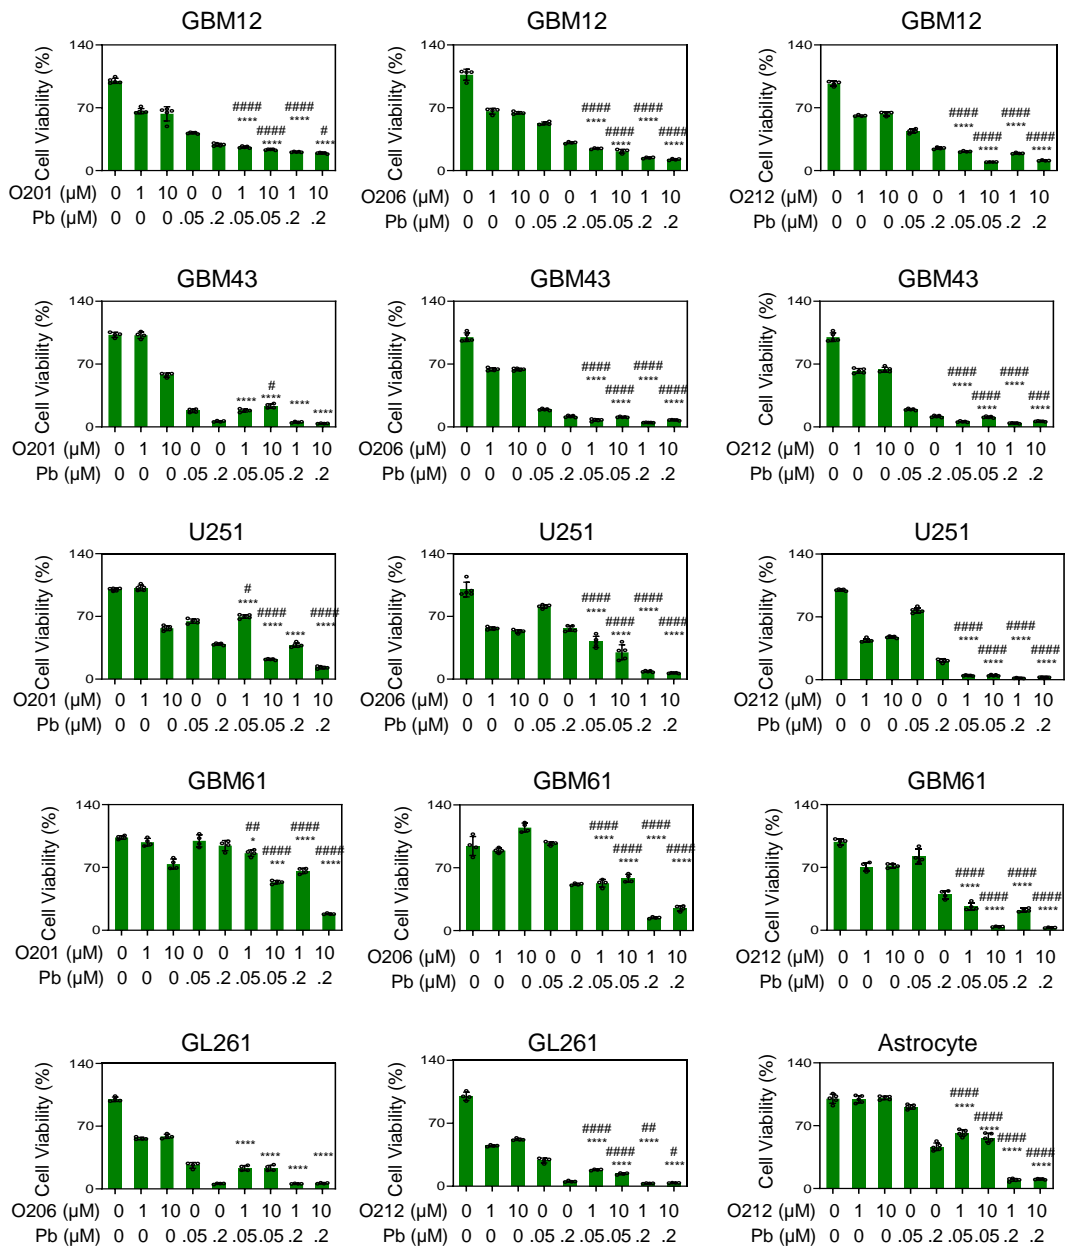 GBM12 GBM12 GBM12
Cell Viability (%) Cell Viability (%) Cell Viability (%)
140 140 140
#### #### #### #### #### ####
70 **** #### **** # 70 **** #### **** #### 70 **** #### **** ####
**** **** **** **** **** ****
0 0 0
O201 (µM) 0 1 10 0 0 1 10 1 10 O206 (µM) 0 1 10 0 0 1 10 1 10 O212 (µM) 0 1 10 0 0 1 10 1 10
Pb (µM) 0 0 0 .05 .2 .05 .05 .2 .2 Pb (µM) 0 0 0 .05 .2 .05 .05 .2 .2 Pb (µM) 0 0 0 .05 .2 .05 .05 .2 .2
GBM43 GBM43 GBM43
Cell Viability (%) Cell Viability (%) Cell Viability (%)
140 140 140
70 # 70 #### #### #### #### 70 #### #### #### ###
**** **** **** **** **** **** **** **** **** **** **** ****
0 0 0
O201 (µM) 0 1 10 0 0 1 10 1 10 O206 (µM) 0 1 10 0 0 1 10 1 10 O212 (µM) 0 1 10 0 0 1 10 1 10
Pb (µM) 0 0 0 .05 .2 .05 .05 .2 .2 Pb (µM) 0 0 0 .05 .2 .05 .05 .2 .2 Pb (µM) 0 0 0 .05 .2 .05 .05 .2 .2
U251 U251 U251
Cell Viability (%) Cell Viability (%) Cell Viability (%)
140 140 140
70 # #### #### 70 #### #### #### #### 70 #### #### #### ####
**** **** **** **** **** **** **** **** **** **** **** ****
0 0 0
O201 (µM) 0 1 10 0 0 1 10 1 10 O206 (µM) 0 1 10 0 0 1 10 1 10 O212 (µM) 0 1 10 0 0 1 10 1 10
Pb (µM) 0 0 0 .05 .2 .05 .05 .2 .2 Pb (µM) 0 0 0 .05 .2 .05 .05 .2 .2 Pb (µM) 0 0 0 .05 .2 .05 .05 .2 .2
GBM61 GBM61 GBM61
Cell Viability (%) Cell Viability (%) Cell Viability (%)
140 140 140
70 ## #### #### #### 70 #### #### #### #### 70 #### #### #### ####
* *** **** **** **** **** **** **** **** **** **** ****
0 0 0
O201 (µM) 0 1 10 0 0 1 10 1 10 O206 (µM) 0 1 10 0 0 1 10 1 10 O212 (µM) 0 1 10 0 0 1 10 1 10
Pb (µM) 0 0 0 .05 .2 .05 .05 .2 .2 Pb (µM) 0 0 0 .05 .2 .05 .05 .2 .2 Pb (µM) 0 0 0 .05 .2 .05 .05 .2 .2
GL261 GL261 Astrocyte
Cell Viability (%) Cell Viability (%) Cell Viability (%)
140 140 140
70 70 #### #### ## # 70 #### #### #### ####
**** **** **** **** **** **** **** **** **** **** **** ****
0 0 0
O206 (µM) 0 1 10 0 0 1 10 1 10 O212 (µM) 0 1 10 0 0 1 10 1 10 O212 (µM) 0 1 10 0 0 1 10 1 10
Pb (µM) 0 0 0 .05 .2 .05 .05 .2 .2 Pb (µM) 0 0 0 .05 .2 .05 .05 .2 .2 Pb (µM) 0 0 0 .05 .2 .05 .05 .2 .2